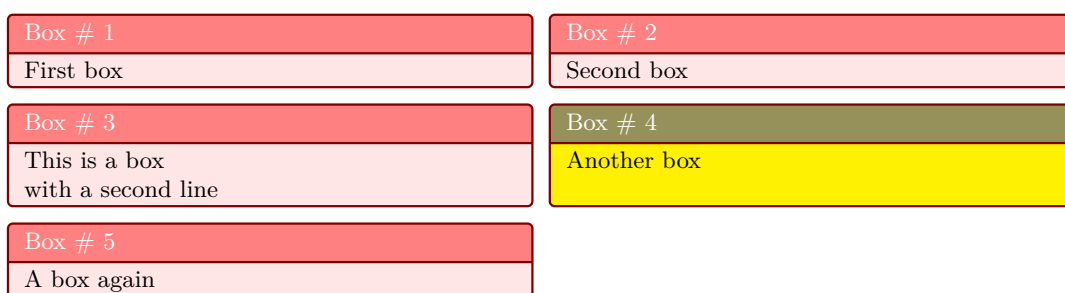 Box # 1
First box
Box # 2
Second box
Box # 3
This is a box
with a second line
Box # 4
Another box
Box # 5
A box again